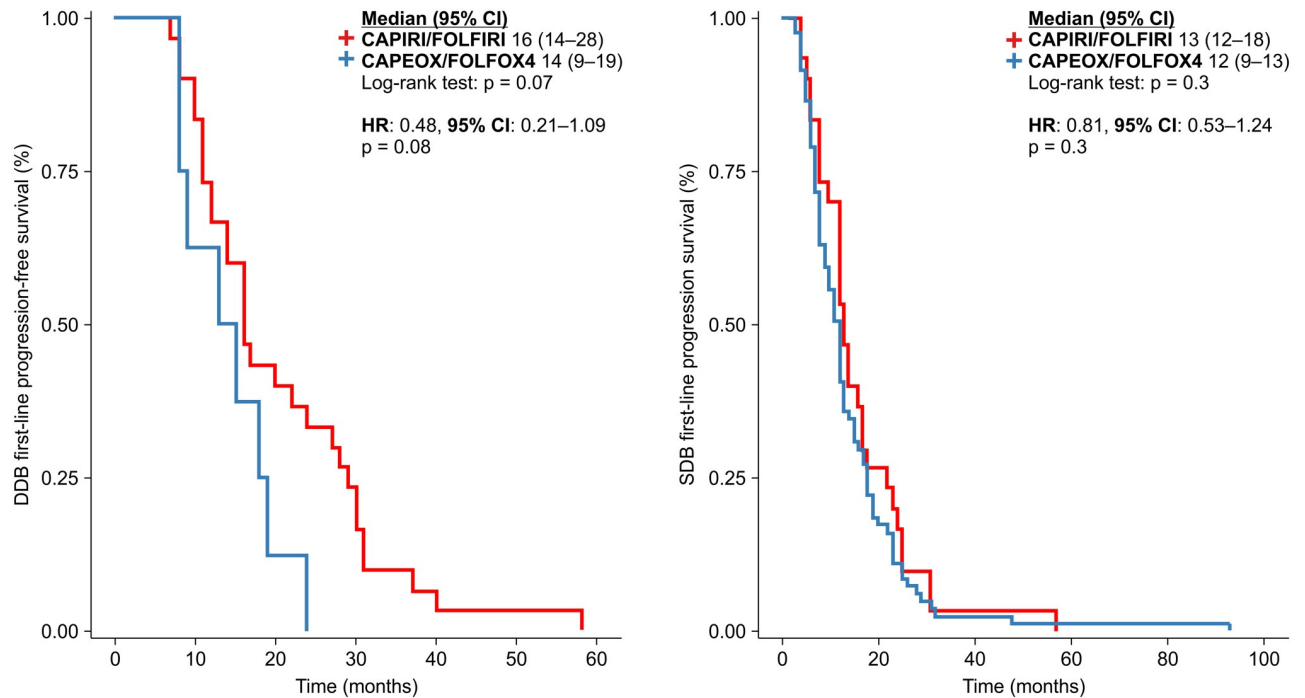 DDB first-line progression-free survival (%)
1.00
0.75
0.50
0.25
0.00
0 10 20 30 40 50 60
Time (months)
Median (95% CI)
CAPIRI/FOLFIRI 16 (14–28)
CAPEOX/FOLFOX4 14 (9–19)
Log-rank test: p = 0.07
HR: 0.48, 95% CI: 0.21–1.09
p = 0.08
SDB first-line progression survival (%)
1.00
0.75
0.50
0.25
0.00
0 20 40 60 80 100
Time (months)
Median (95% CI)
CAPIRI/FOLFIRI 13 (12–18)
CAPEOX/FOLFOX4 12 (9–13)
Log-rank test: p = 0.3
HR: 0.81, 95% CI: 0.53–1.24
p = 0.3